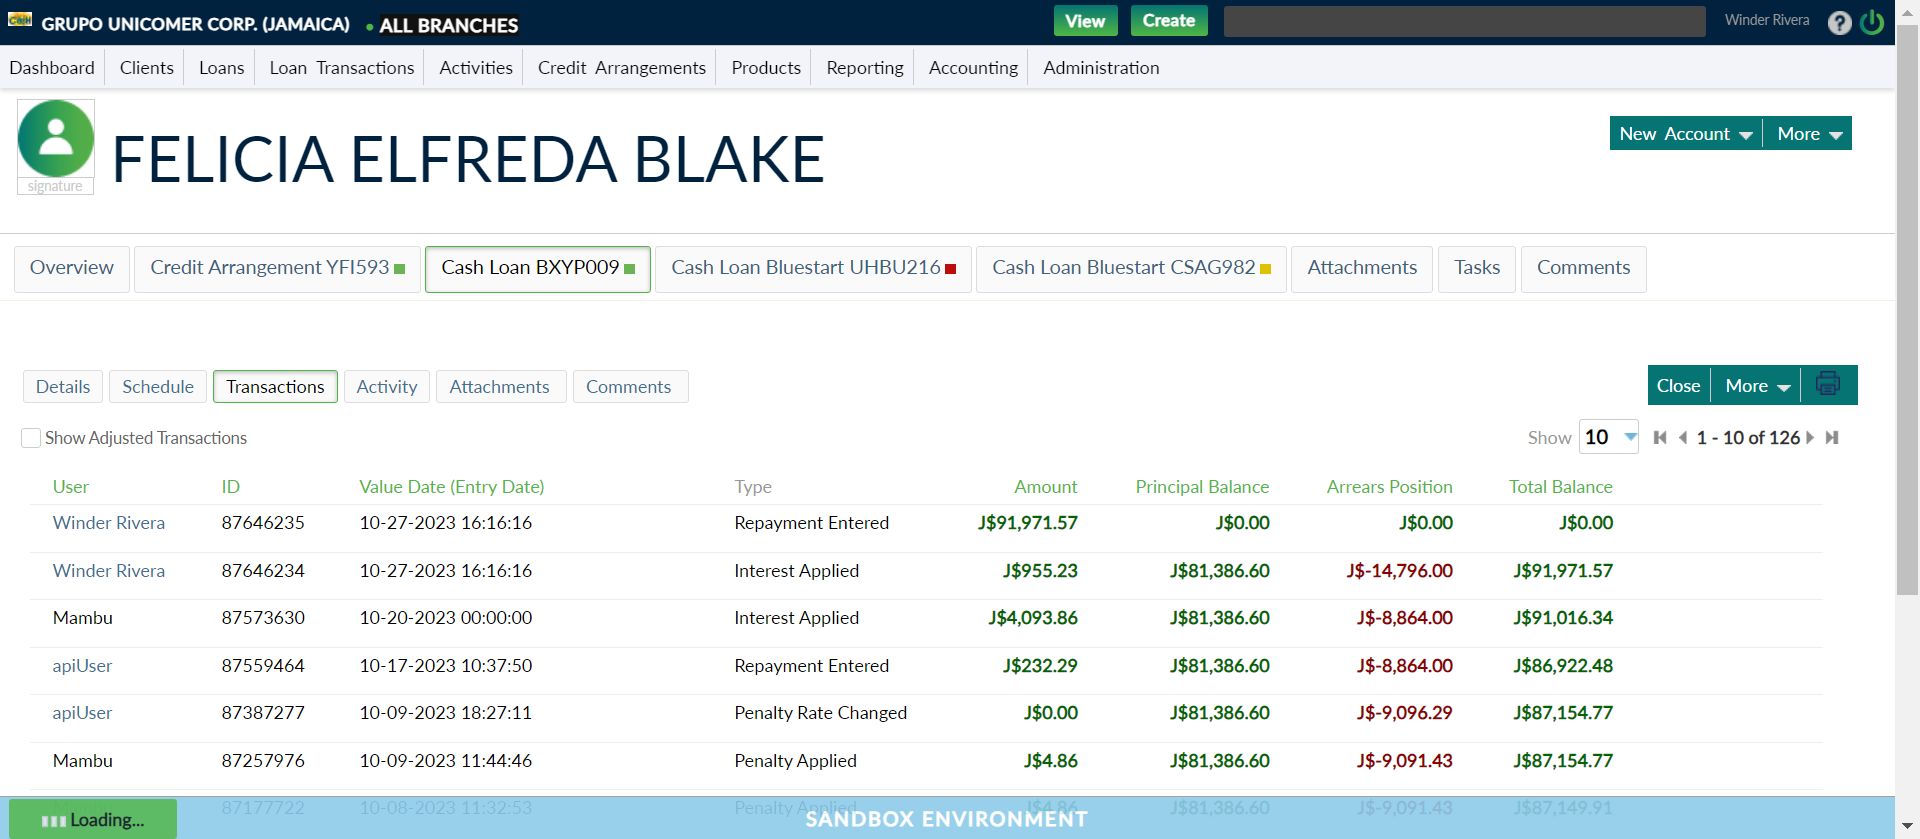 Cash GRUPO UNICOMER CORP. (JAMAICA) ALL BRANCHES View Create Winder Rivera ?
Dashboard Clients Loans Loan Transactions Activities Credit Arrangements Products Reporting Accounting Administration
signature
FELICIA ELFREDA BLAKE
New Account More
Overview Credit Arrangement YFI593 Cash Loan BXYP009 Cash Loan Bluestart UHBU216 Cash Loan Bluestart CSAG982 Attachments Tasks Comments
Details Schedule Transactions Activity Attachments Comments Close More
Show Adjusted Transactions Show 10 1 - 10 of 126
User ID Value Date (Entry Date) Type Amount Principal Balance Arrears Position Total Balance
Winder Rivera 87646235 10-27-2023 16:16:16 Repayment Entered J$91,971.57 J$0.00 J$0.00 J$0.00
Winder Rivera 87646234 10-27-2023 16:16:16 Interest Applied J$955.23 J$81,386.60 J$-14,796.00 J$91,971.57
Mambu 87573630 10-20-2023 00:00:00 Interest Applied J$4,093.86 J$81,386.60 J$-8,864.00 J$91,016.34
apiUser 87559464 10-17-2023 10:37:50 Repayment Entered J$232.29 J$81,386.60 J$-8,864.00 J$86,922.48
apiUser 87387277 10-09-2023 18:27:11 Penalty Rate Changed J$0.00 J$81,386.60 J$-9,096.29 J$87,154.77
Mambu 87257976 10-09-2023 11:44:46 Penalty Applied J$4.86 J$81,386.60 J$-9,091.43 J$87,154.77
Mambu 87177722 10-08-2023 11:32:53 Penalty Applied J$4.86 J$81,386.60 J$-9,091.43 J$87,149.91
Loading... SANDBOX ENVIRONMENT